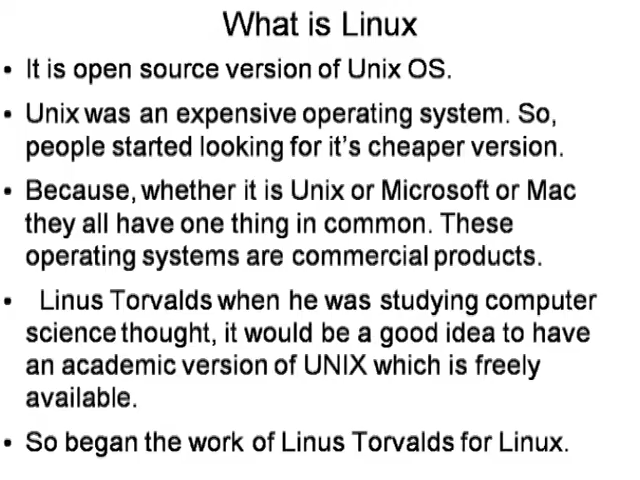 What is Linux
• It is open source version of Unix OS.
• Unix was an expensive operating system. So,
people started looking for it's cheaper version.
• Because, whether it is Unix or Microsoft or Mac
they all have one thing in common. These
operating systems are commercial products.
• Linus Torvalds when he was studying computer
science thought, it would be a good idea to have
an academic version of UNIX which is freely
available.
• So began the work of Linus Torvalds for Linux.